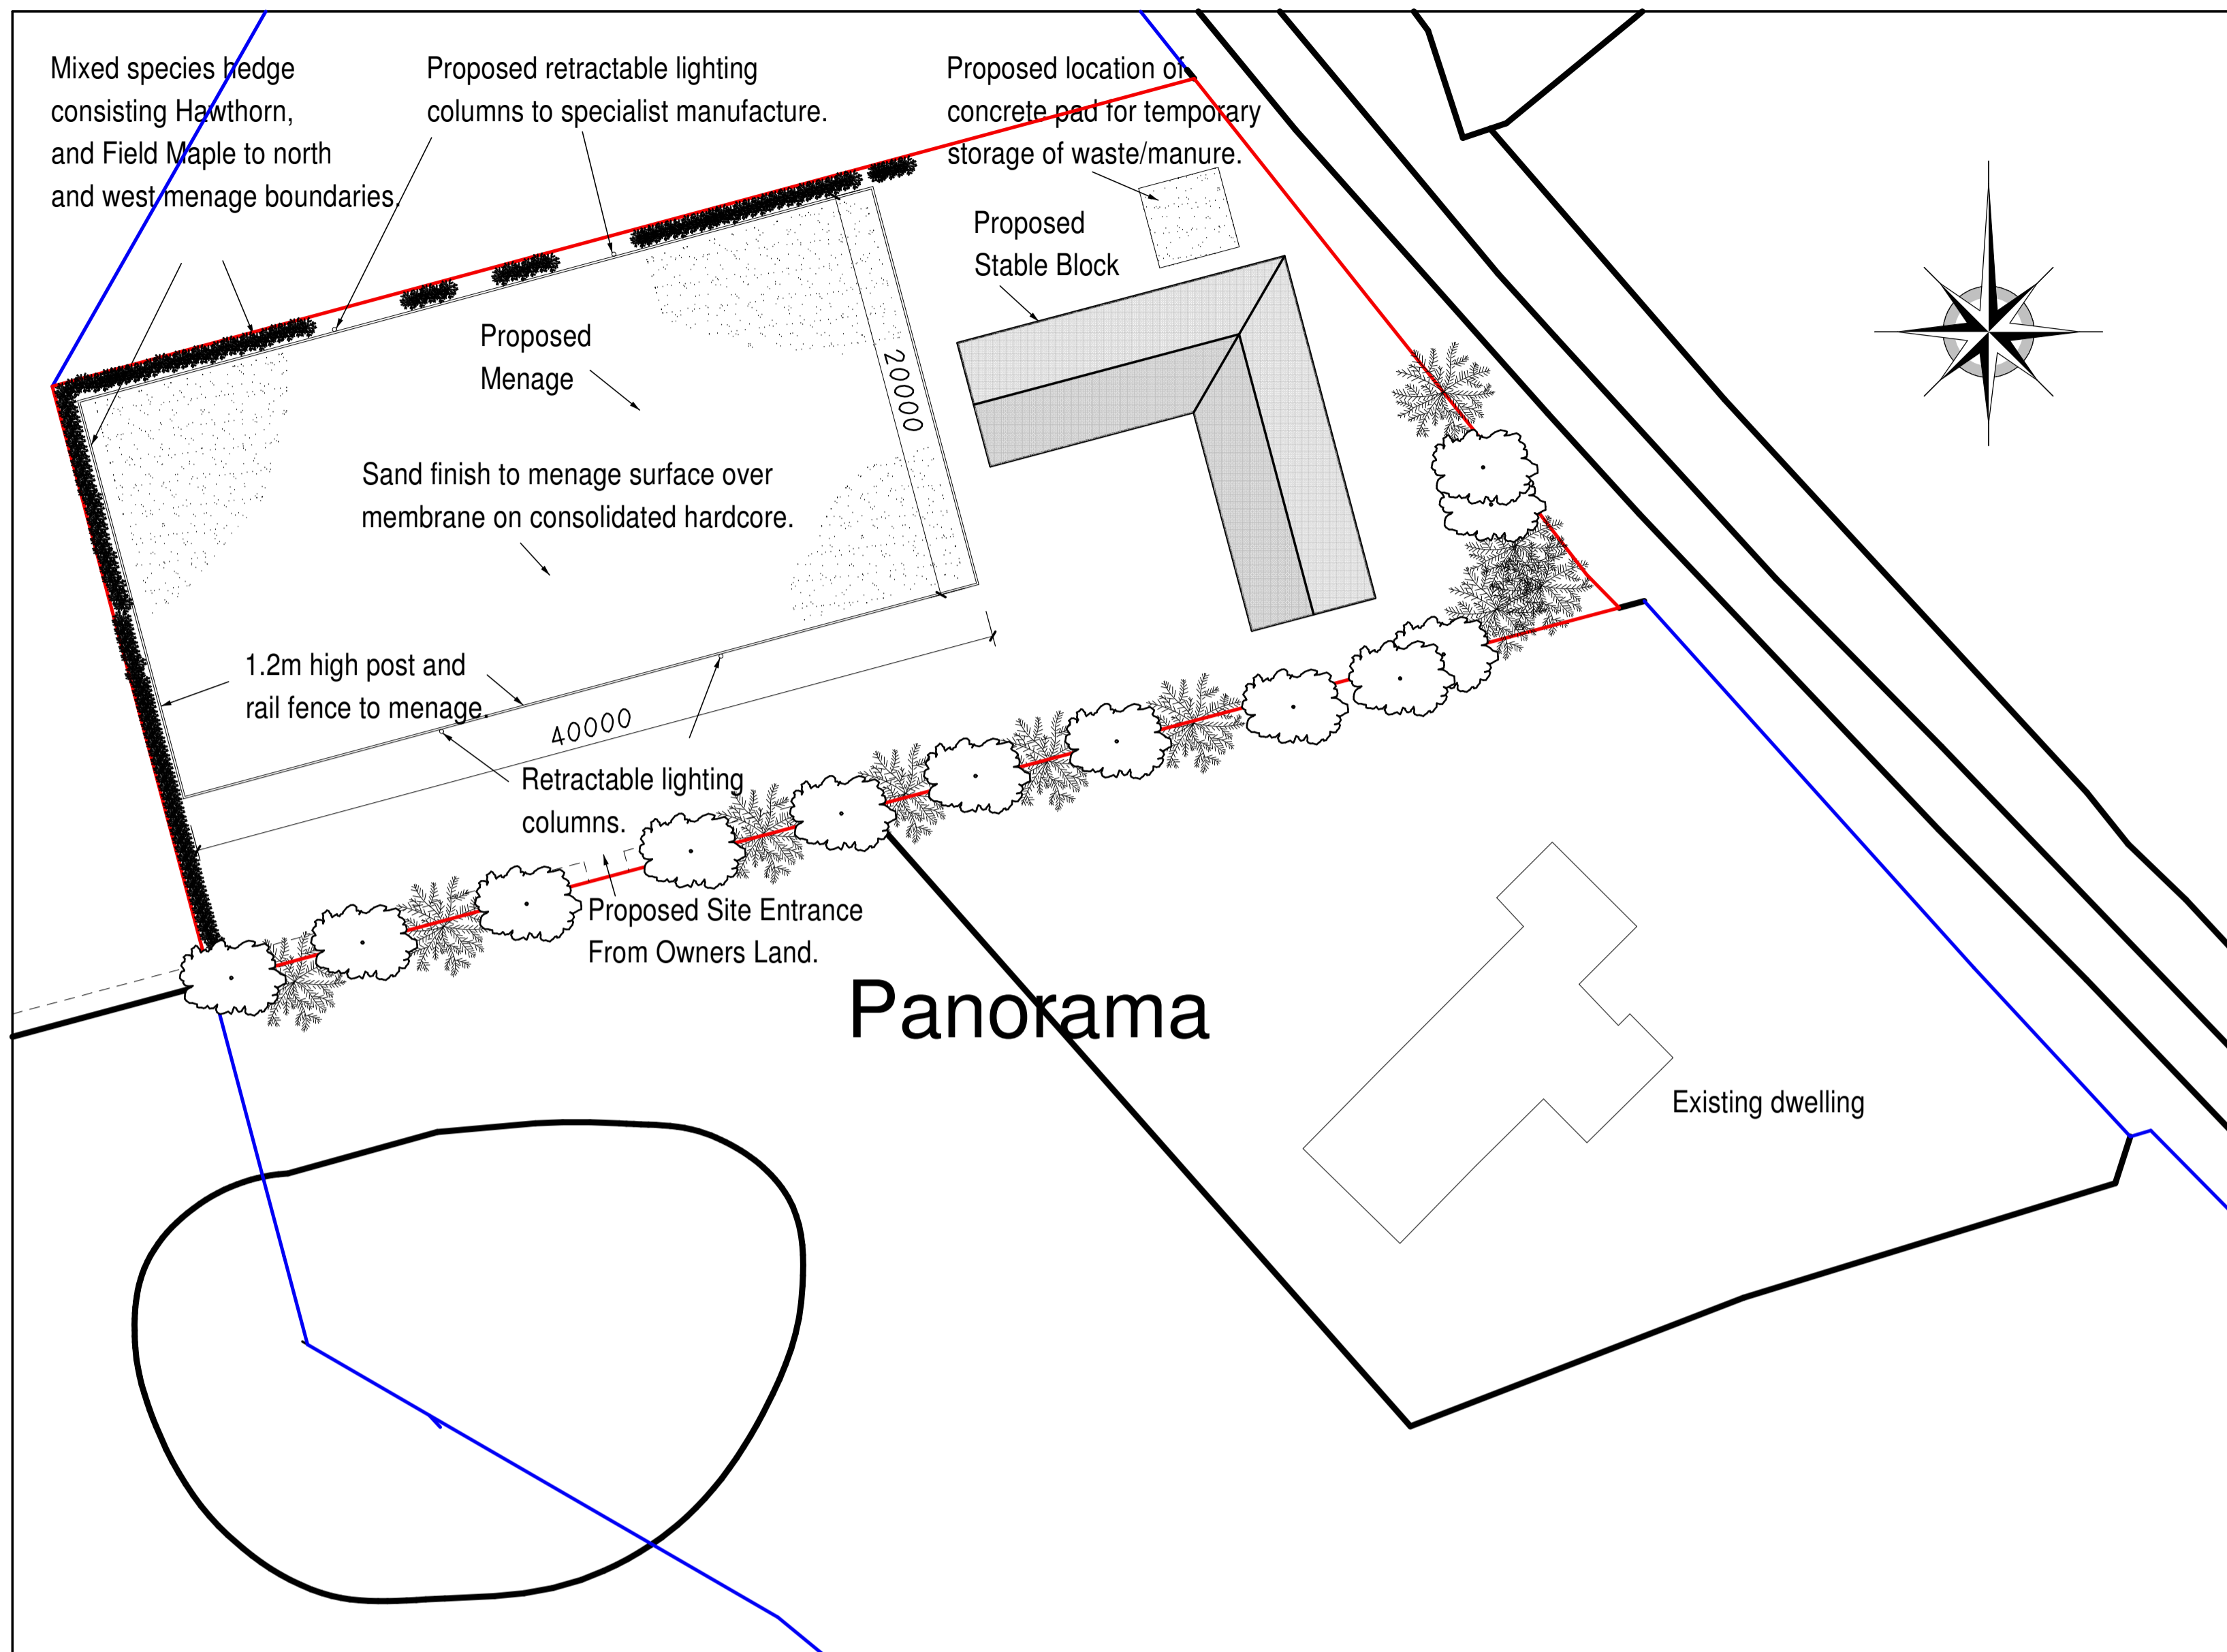 Mixed species hedge
consisting Hawthorn,
and Field Maple to north
and west menage boundaries.
Proposed retractable lighting
columns to specialist manufacture.
Proposed location of
concrete pad for temporary
storage of waste/manure.
Proposed
Stable Block
Proposed
Menage
20000
Sand finish to menage surface over
membrane on consolidated hardcore.
1.2m high post and
rail fence to menage.
40000
Retractable lighting
columns.
Proposed Site Entrance
From Owners Land.
Panorama
Existing dwelling